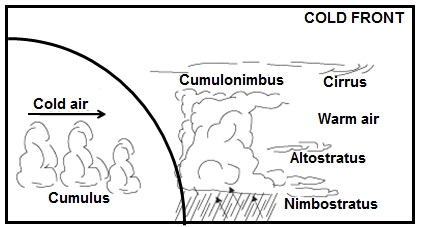 COLD FRONT
Cumulonimbus
Cirrus
Cold air
Warm air
Altostratus
Cumulus
Nimbostratus